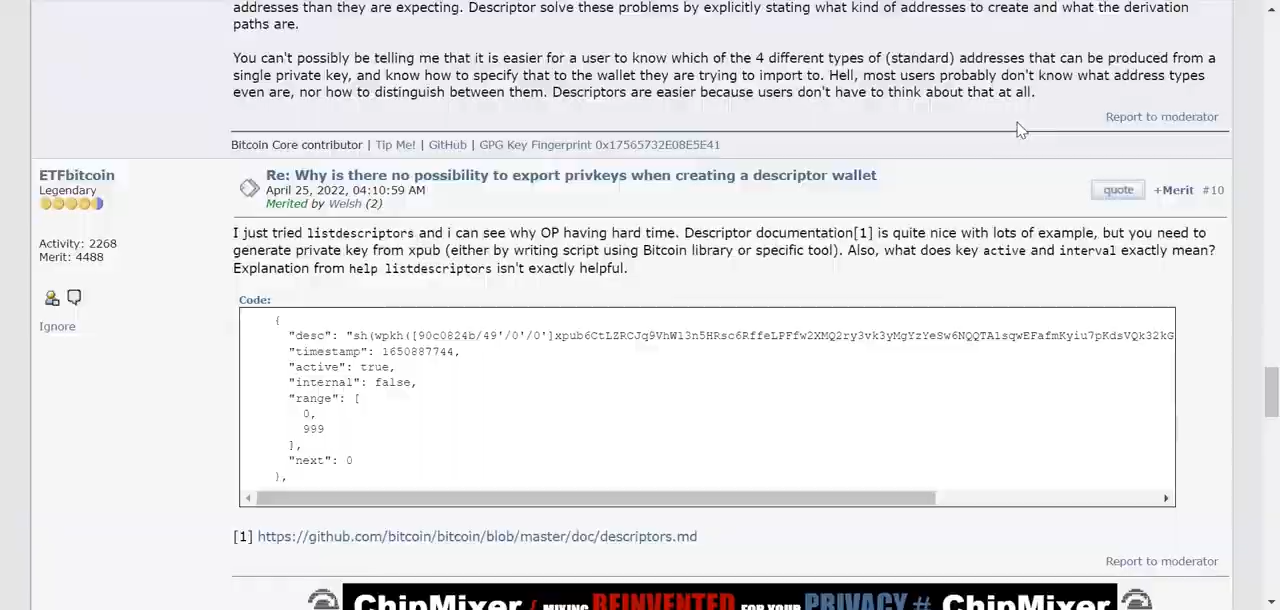 addresses than they are expecting. Descriptor solve these problems by explicitly stating what kind of addresses to create and what the derivation
paths are.
You can't possibly be telling me that it is easier for a user to know which of the 4 different types of (standard) addresses that can be produced from a
single private key, and know how to specify that to the wallet they are trying to import to. Hell, most users probably don't know what address types
even are, nor how to distinguish between them. Descriptors are easier because users don't have to think about that at all.
Report to moderator
Bitcoin Core contributor | Tip Me! | GitHub | GPG Key Fingerprint 0x17565732E08E5E41
ETFbitcoin
Legendary
Activity: 2268
Merit: 4488
Ignore
Re: Why is there no possibility to export privkeys when creating a descriptor wallet
April 25, 2022, 04:10:59 AM
Merited by Welsh (2)
quote +Merit #10
I just tried listdescriptors and i can see why OP having hard time. Descriptor documentation[1] is quite nice with lots of example, but you need to
generate private key from xpub (either by writing script using Bitcoin library or specific tool). Also, what does key active and interval exactly mean?
Explanation from help listdescriptors isn't exactly helpful.
Code:
{
"desc": "sh(wpkh([90c0824b/49'/0'/0']xpub6CtLZRCJq9VhWl3n5HRsc6RffeLPFfw2XMQ2ry3vk3yMgYzYeSw6NQQTAlsqwEFafmKyiu7pKdsVQk32kG
"timestamp": 1650887744,
"active": true,
"internal": false,
"range": [
0,
999
],
"next": 0
},
[1] https://github.com/bitcoin/bitcoin/blob/master/doc/descriptors.md
Report to moderator
ChipMixer { MIXING REINVENTED FOR YOUR PRIVACY # ChipMixer